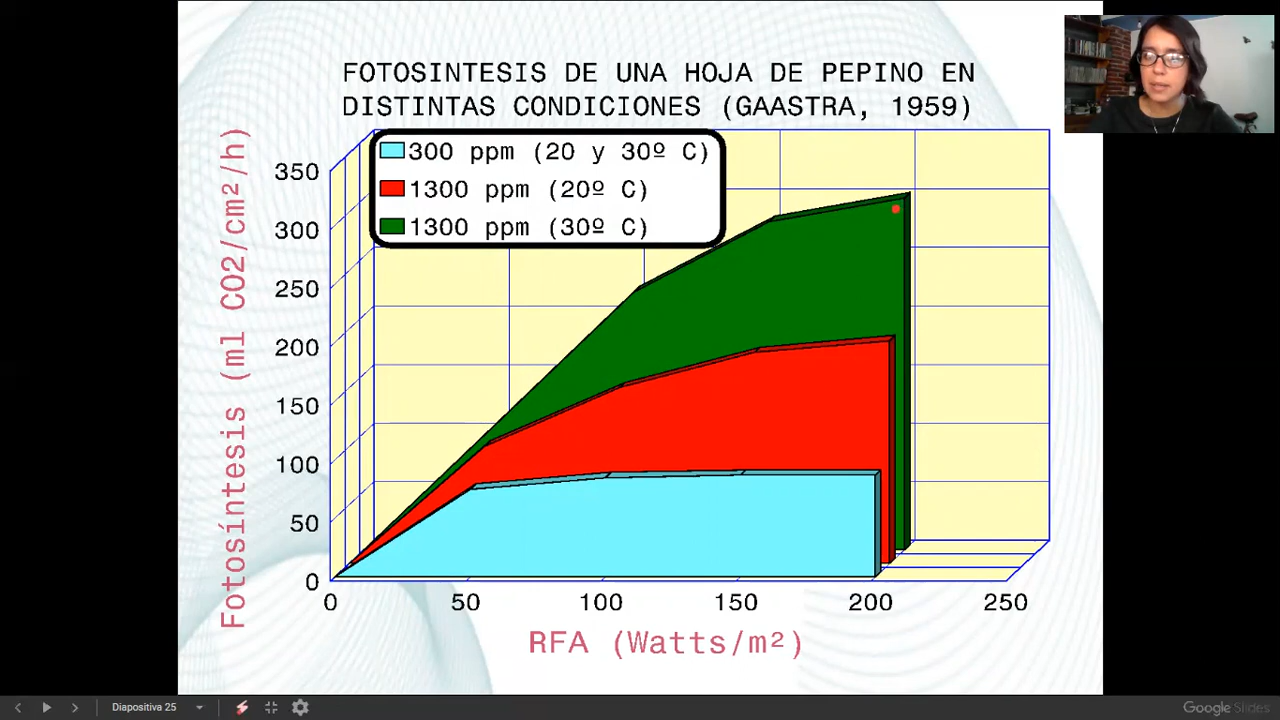 FOTOSINTESIS DE UNA HOJA DE PEPINO EN
DISTINTAS CONDICIONES (GAASTRA, 1959)
300 ppm (20 y 30º C)
1300 ppm (20º C)
1300 ppm (30º C)
Fotosíntesis (ml CO2/cm²/h)
350
300
250
200
150
100
50
0
0 50 100 150 200 250
RFA (Watts/m²)
Diapositiva 25
Google Slides